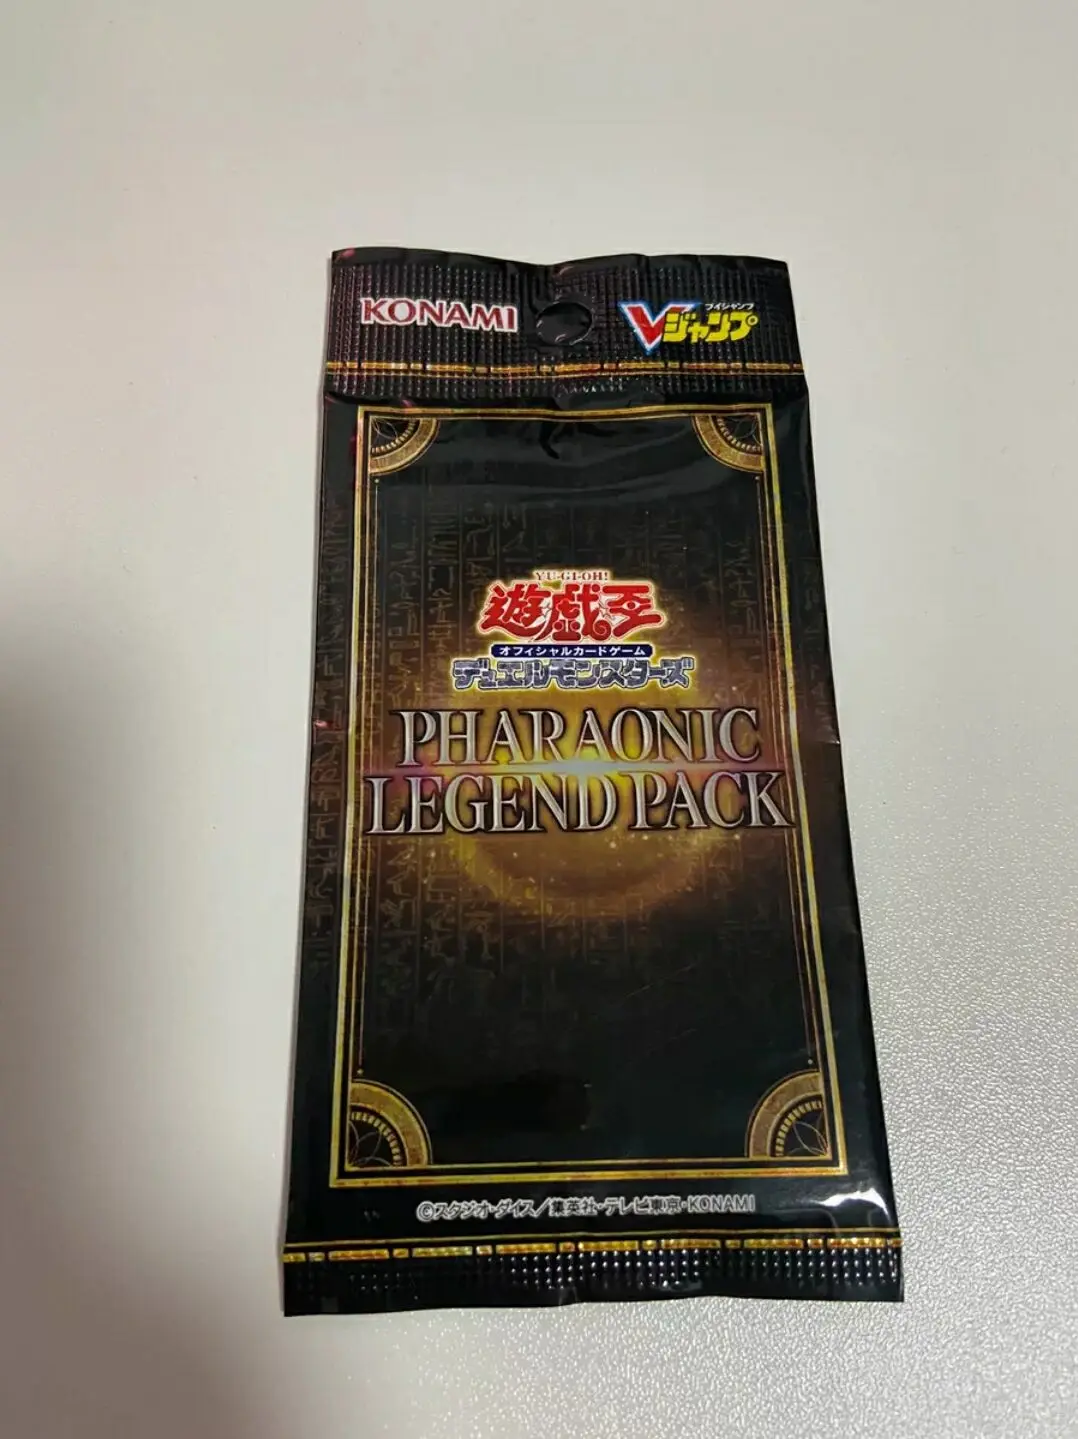 KONAMI
ブイジャンプ
Vジャンプ
YU-GI-OH!
遊☆戯☆王
オフィシャルカードゲーム
デュエルモンスターズ
PHARAONIC
LEGEND PACK
©スタジオ・ダイス/集英社・テレビ東京・KONAMI